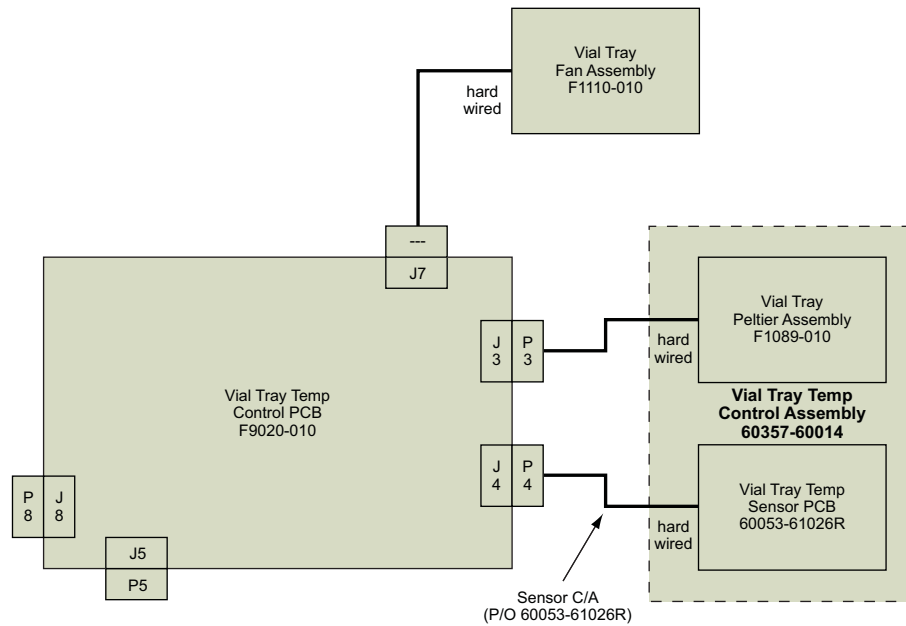 Vial Tray
Fan Assembly
F1110-010
hard
wired
---
J7
J
3
P
3
hard
wired
Vial Tray
Peltier Assembly
F1089-010
Vial Tray Temp
Control Assembly
60357-60014
Vial Tray Temp
Control PCB
F9020-010
J
4
P
4
Vial Tray Temp
Sensor PCB
60053-61026R
hard
wired
P
8
J
8
J5
P5
Sensor C/A
(P/O 60053-61026R)